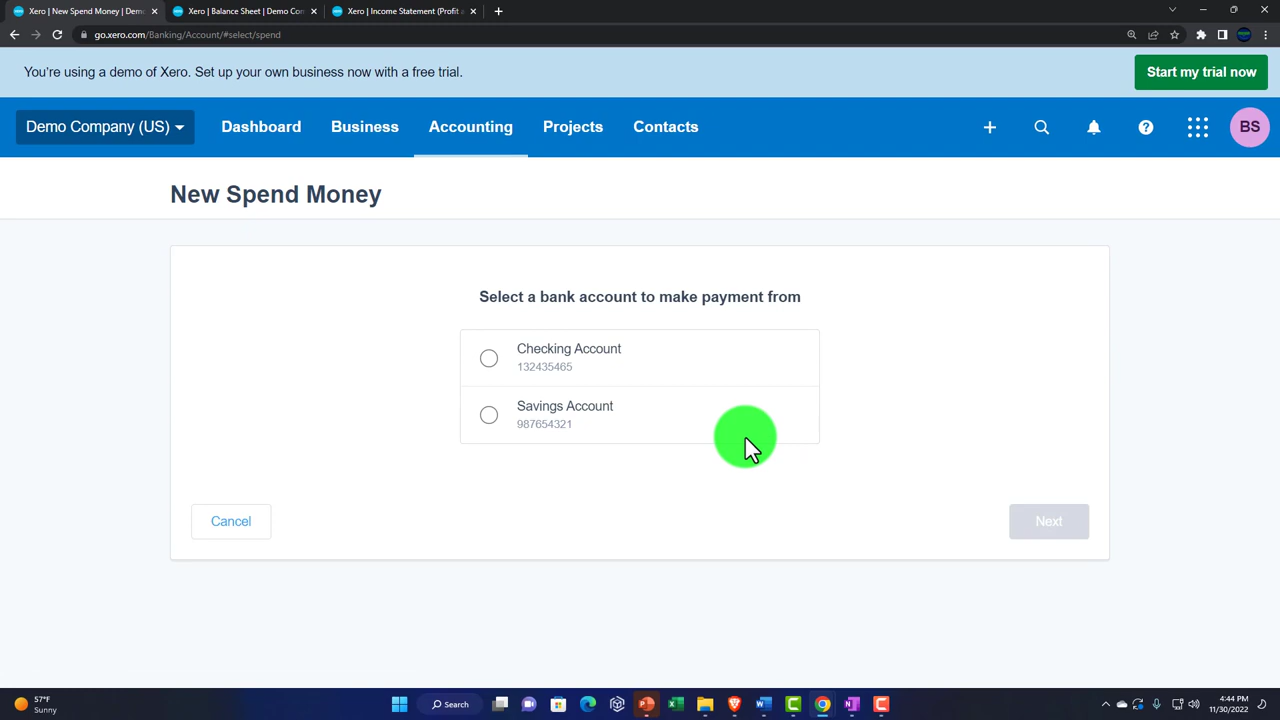 Xero | New Spend Money | Demo
Xero | Balance Sheet | Demo Com
Xero | Income Statement (Profit a
go.xero.com/Banking/Account/#select/spend
You're using a demo of Xero. Set up your own business now with a free trial.
Start my trial now
Demo Company (US)
Dashboard
Business
Accounting
Projects
Contacts
BS
New Spend Money
Select a bank account to make payment from
Checking Account
132435465
Savings Account
987654321
Cancel
Next
57°F
Sunny
Search
4:44 PM
11/30/2022